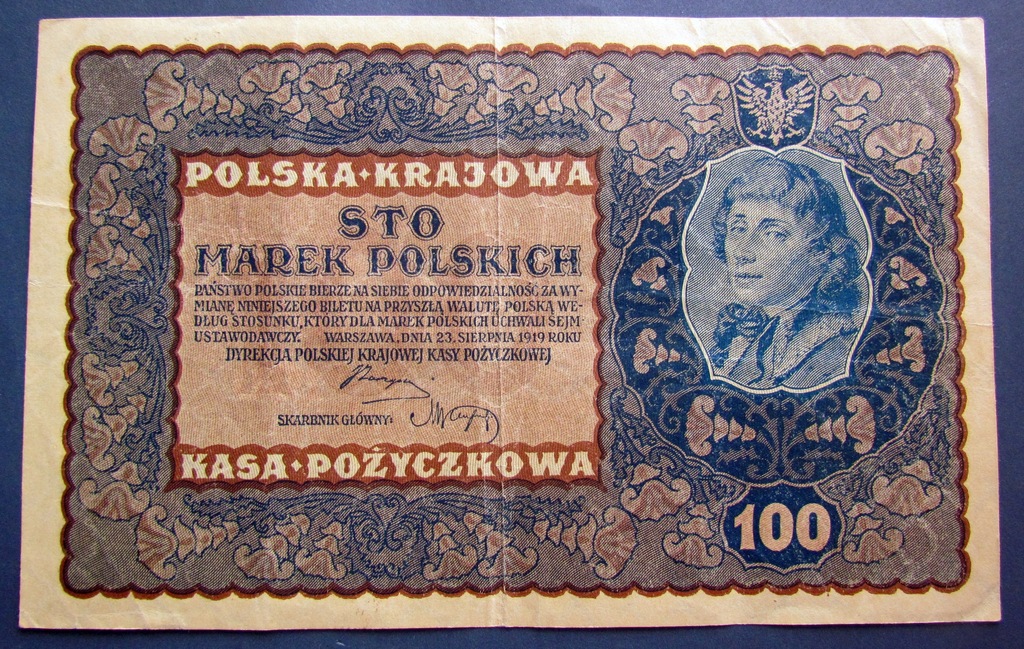 POLSKA·KRAJOWA
STO
MAREK POLSKICH
PAŃSTWO POLSKIE BIERZE NA SIEBIE ODPOWIEDZIALNOŚĆ ZA WY-
MIANĘ NINIEJSZEGO BILETU NA PRZYSZŁĄ WALUTĘ POLSKĄ WE-
DŁUG STOSUNKU, KTÓRY DLA MAREK POLSKICH UCHWALI SEJM-
USTAWODAWCZY. WARSZAWA, DNIA 23. SIERPNIA 1919 ROKU
DYREKCJA POLSKIEJ KRAJOWEJ KASY POŻYCZKOWEJ
SKARBNIK GŁÓWNY:
KASA·POŻYCZKOWA
100